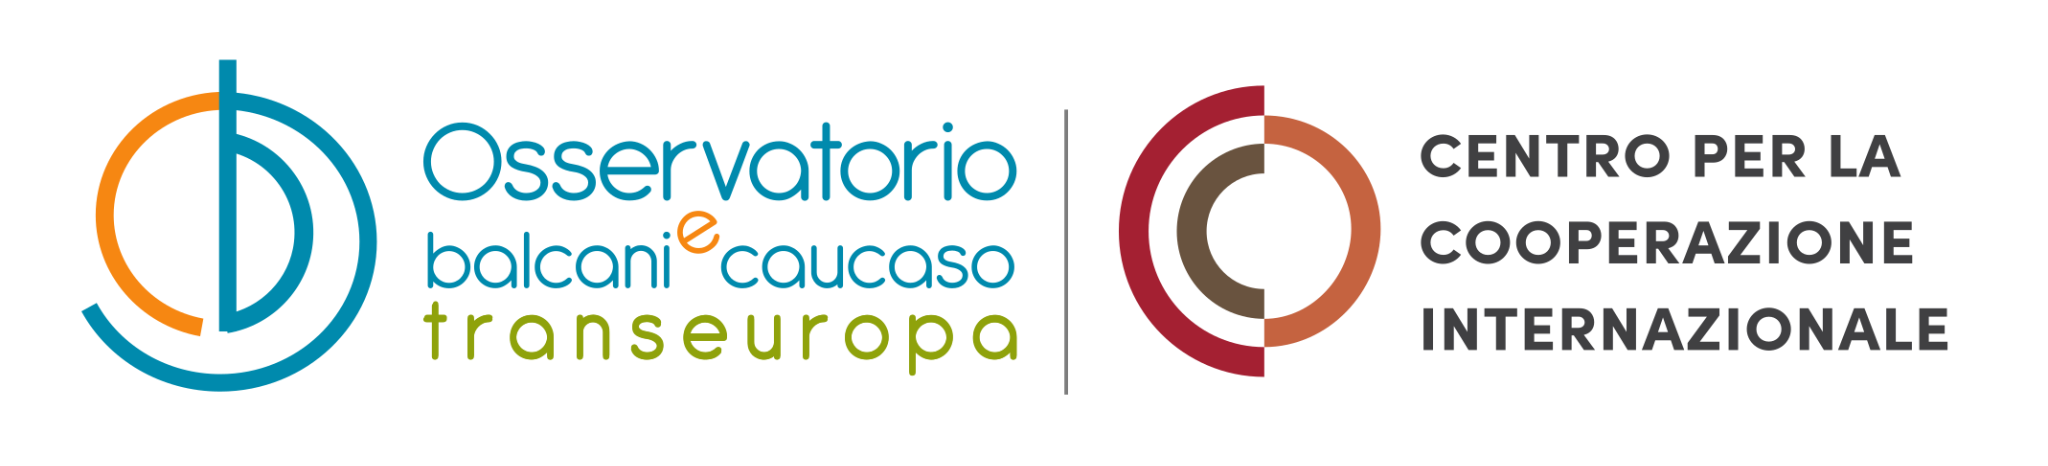 Osservatorio
balcani e caucaso
transeuropa
CENTRO PER LA
COOPERAZIONE
INTERNAZIONALE